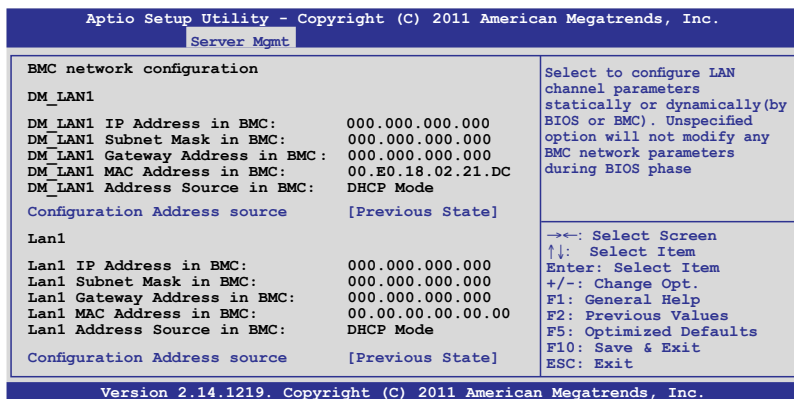 Aptio Setup Utility - Copyright (C) 2011 American Megatrends, Inc.
Server Mgmt
BMC network configuration
DM_LAN1
DM_LAN1 IP Address in BMC: 000.000.000.000
DM_LAN1 Subnet Mask in BMC: 000.000.000.000
DM_LAN1 Gateway Address in BMC: 000.000.000.000
DM_LAN1 MAC Address in BMC: 00.E0.18.02.21.DC
DM_LAN1 Address Source in BMC: DHCP Mode
Configuration Address source [Previous State]
Lan1
Lan1 IP Address in BMC: 000.000.000.000
Lan1 Subnet Mask in BMC: 000.000.000.000
Lan1 Gateway Address in BMC: 000.000.000.000
Lan1 MAC Address in BMC: 00.00.00.00.00.00
Lan1 Address Source in BMC: DHCP Mode
Configuration Address source [Previous State]
Select to configure LAN
channel parameters
statically or dynamically(by
BIOS or BMC). Unspecified
option will not modify any
BMC network parameters
during BIOS phase
→←: Select Screen
↑↓: Select Item
Enter: Select Item
+/-: Change Opt.
F1: General Help
F2: Previous Values
F5: Optimized Defaults
F10: Save & Exit
ESC: Exit
Version 2.14.1219. Copyright (C) 2011 American Megatrends, Inc.